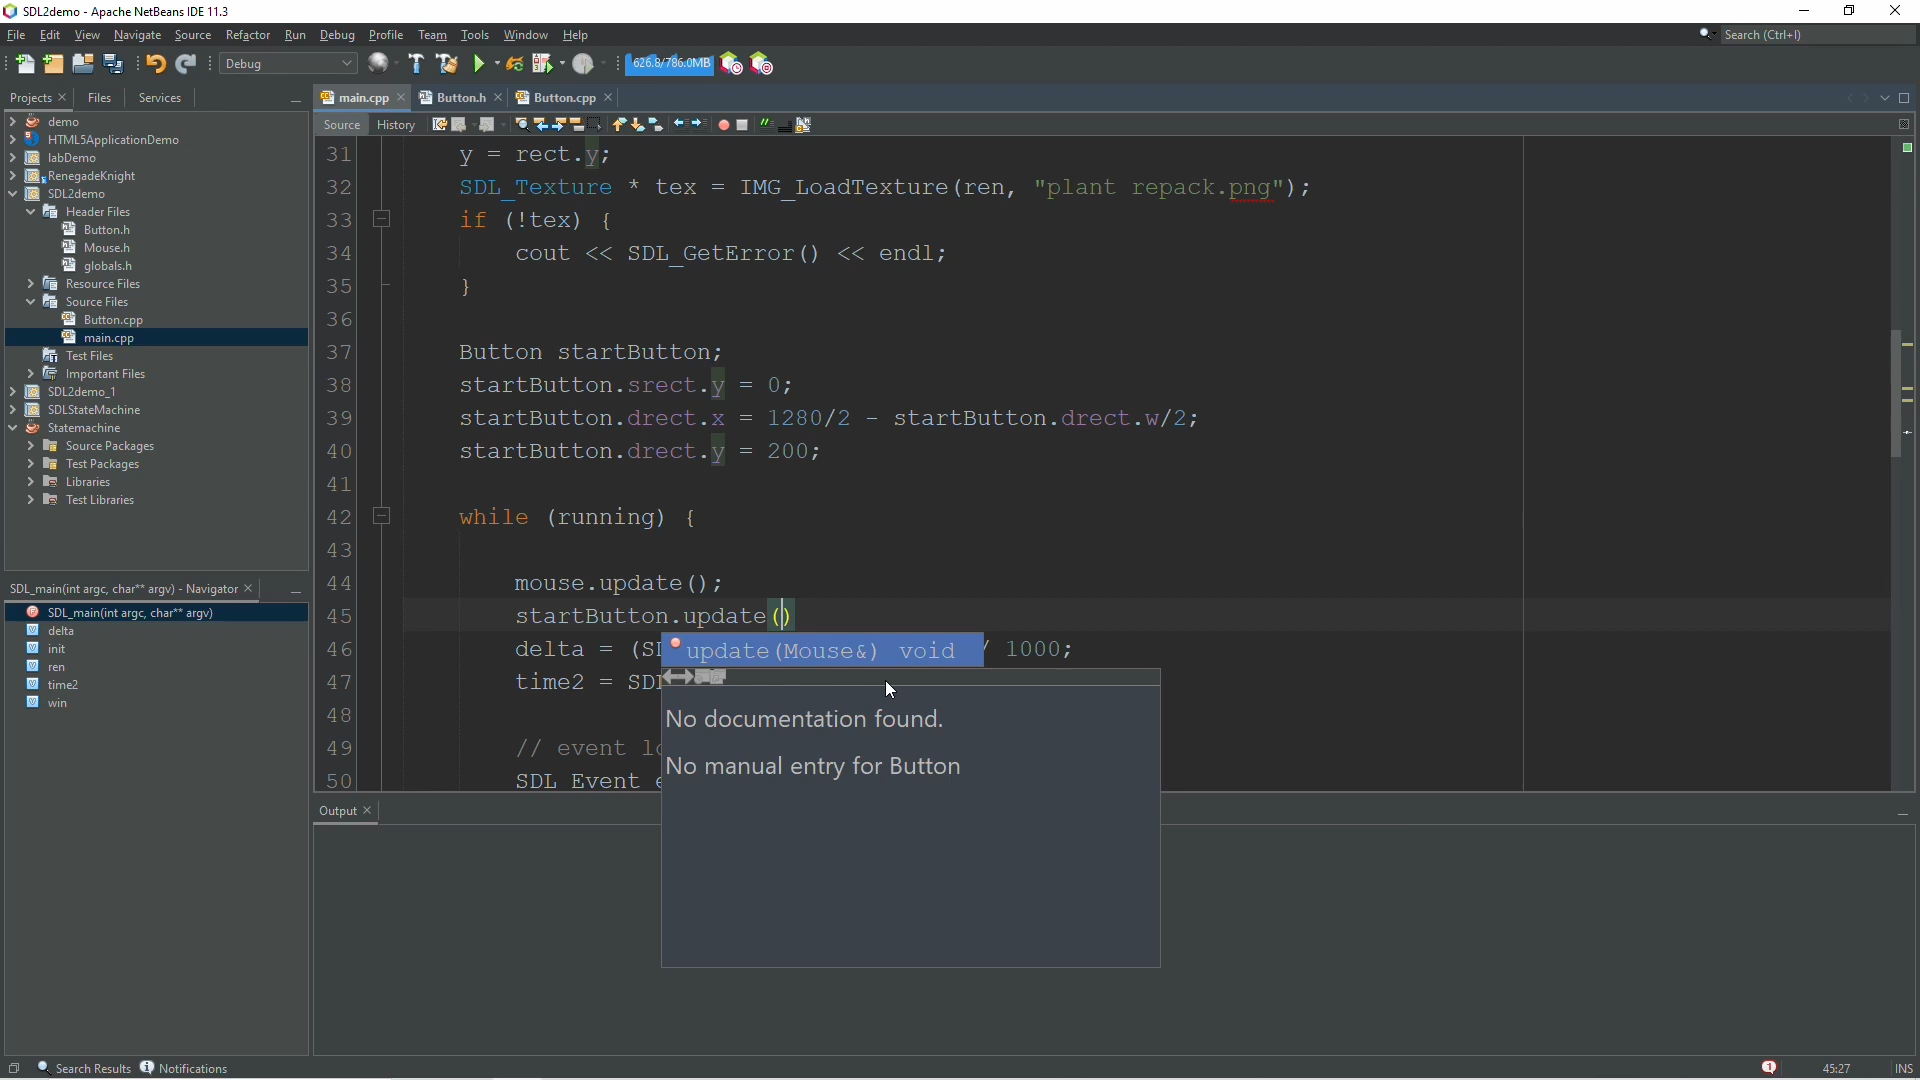 SDL2demo - Apache NetBeans IDE 11.3
File Edit View Navigate Source Refactor Run Debug Profile Team Tools Window Help
Search (Ctrl+I)
Debug
626.8/786.0MB
Projects Files Services
main.cpp Button.h Button.cpp
Source History
demo
HTML5ApplicationDemo
labDemo
RenegadeKnight
SDL2demo
Header Files
Button.h
Mouse.h
globals.h
Resource Files
Source Files
Button.cpp
main.cpp
Test Files
Important Files
SDL2demo_1
SDLStateMachine
Statemachine
Source Packages
Test Packages
Libraries
Test Libraries
SDL_main(int argc, char** argv) - Navigator
SDL_main(int argc, char** argv)
delta
init
ren
time2
win
31 y = rect.y;
32 SDL_Texture * tex = IMG_LoadTexture(ren, "plant repack.png");
33 if (!tex) {
34 cout << SDL_GetError() << endl;
35 }
36
37 Button startButton;
38 startButton.srect.y = 0;
39 startButton.drect.x = 1280/2 - startButton.drect.w/2;
40 startButton.drect.y = 200;
41
42 while (running) {
43
44 mouse.update();
45 startButton.update()
46 delta = (SD / 1000;
update(Mouse&) void
47 time2 = SDL
48
49 // event lo
50 SDL_Event e
No documentation found.
No manual entry for Button
Output
Search Results Notifications
1 45:27 INS